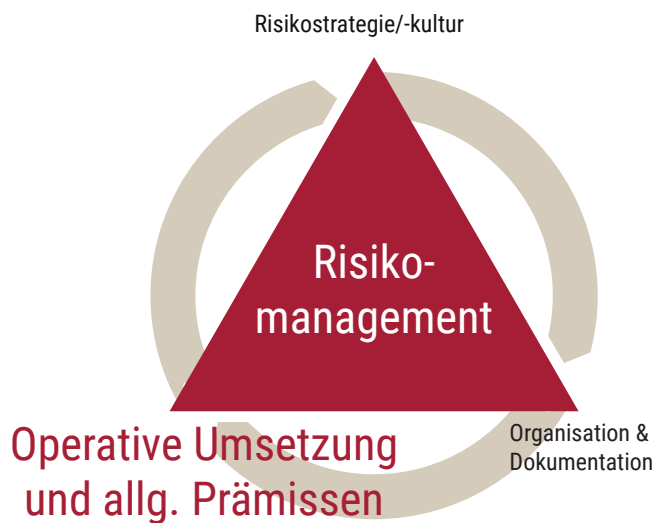 Risikostrategie/-kultur
Risiko-
management
Operative Umsetzung
und allg. Prämissen
Organisation &
Dokumentation